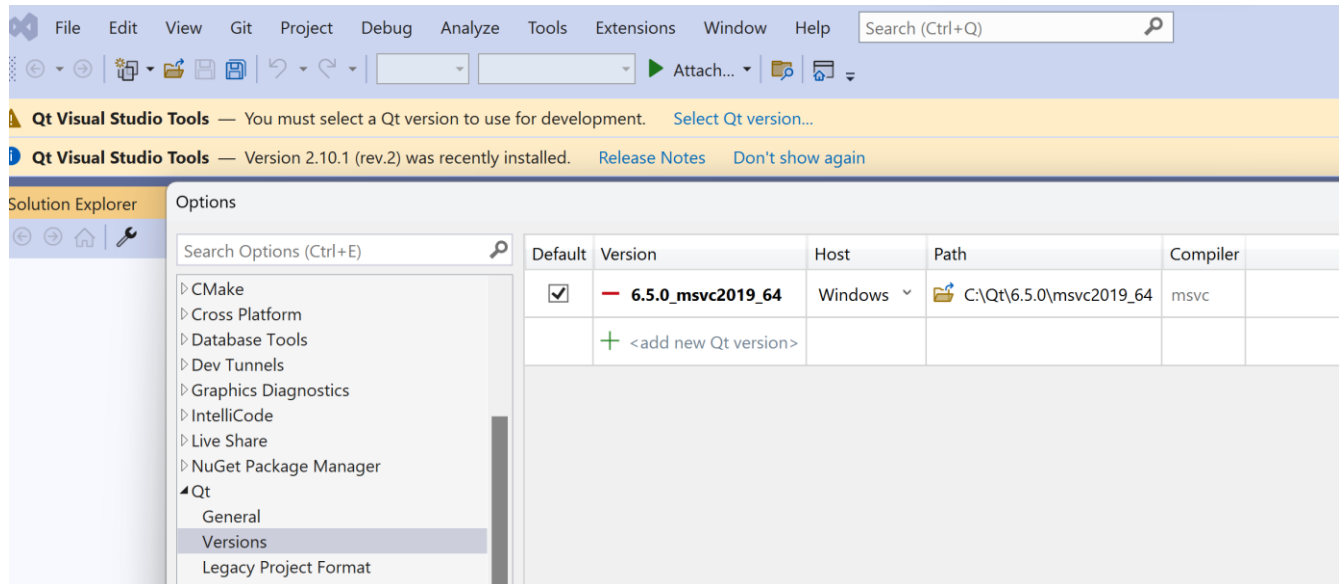 File Edit View Git Project Debug Analyze Tools Extensions Window Help Search (Ctrl+Q)
Attach...
Qt Visual Studio Tools — You must select a Qt version to use for development. Select Qt version...
Qt Visual Studio Tools — Version 2.10.1 (rev.2) was recently installed. Release Notes Don't show again
Solution Explorer
Options
Search Options (Ctrl+E)
CMake
Cross Platform
Database Tools
Dev Tunnels
Graphics Diagnostics
IntelliCode
Live Share
NuGet Package Manager
Qt
General
Versions
Legacy Project Format
Default Version Host Path Compiler
6.5.0_msvc2019_64 Windows C:\Qt\6.5.0\msvc2019_64 msvc
<add new Qt version>